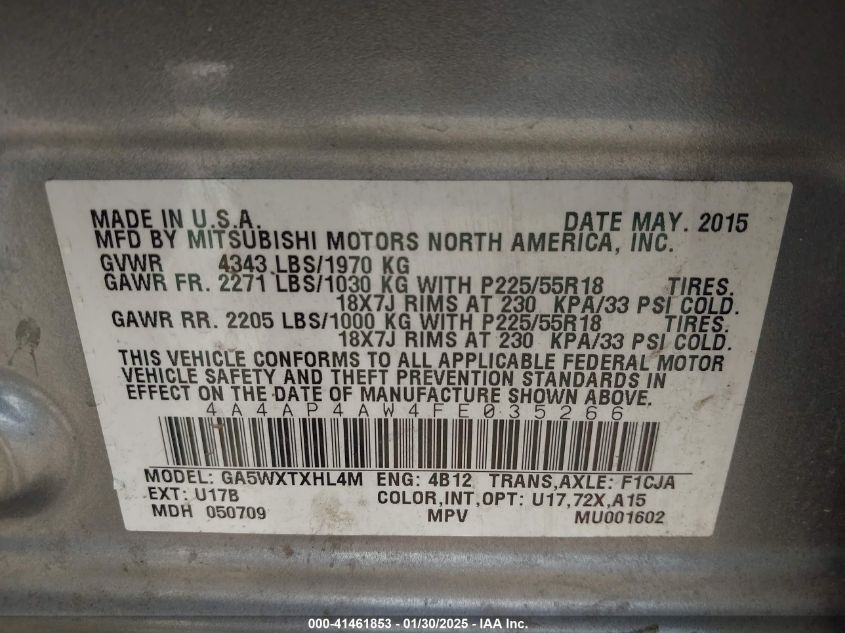 MADE IN U.S.A. DATE MAY. 2015
MFD BY MITSUBISHI MOTORS NORTH AMERICA, INC.
GVWR 4343 LBS/1970 KG
GAWR FR. 2271 LBS/1030 KG WITH P225/55R18 TIRES.
18X7J RIMS AT 230 KPA/33 PSI COLD.
GAWR RR. 2205 LBS/1000 KG WITH P225/55R18 TIRES.
18X7J RIMS AT 230 KPA/33 PSI COLD.
THIS VEHICLE CONFORMS TO ALL APPLICABLE FEDERAL MOTOR
VEHICLE SAFETY AND THEFT PREVENTION STANDARDS IN
EFFECT ON THE DATE OF MANUFACTURE SHOWN ABOVE.
4A4AP4AW4FE035266
MODEL: GA5WXTXHL4M ENG: 4B12 TRANS,AXLE: F1CJA
EXT: U17B COLOR,INT,OPT: U17,72X,A15
MDH 050709 MPV MU001602
000-41461853 - 01/30/2025 - IAA Inc.